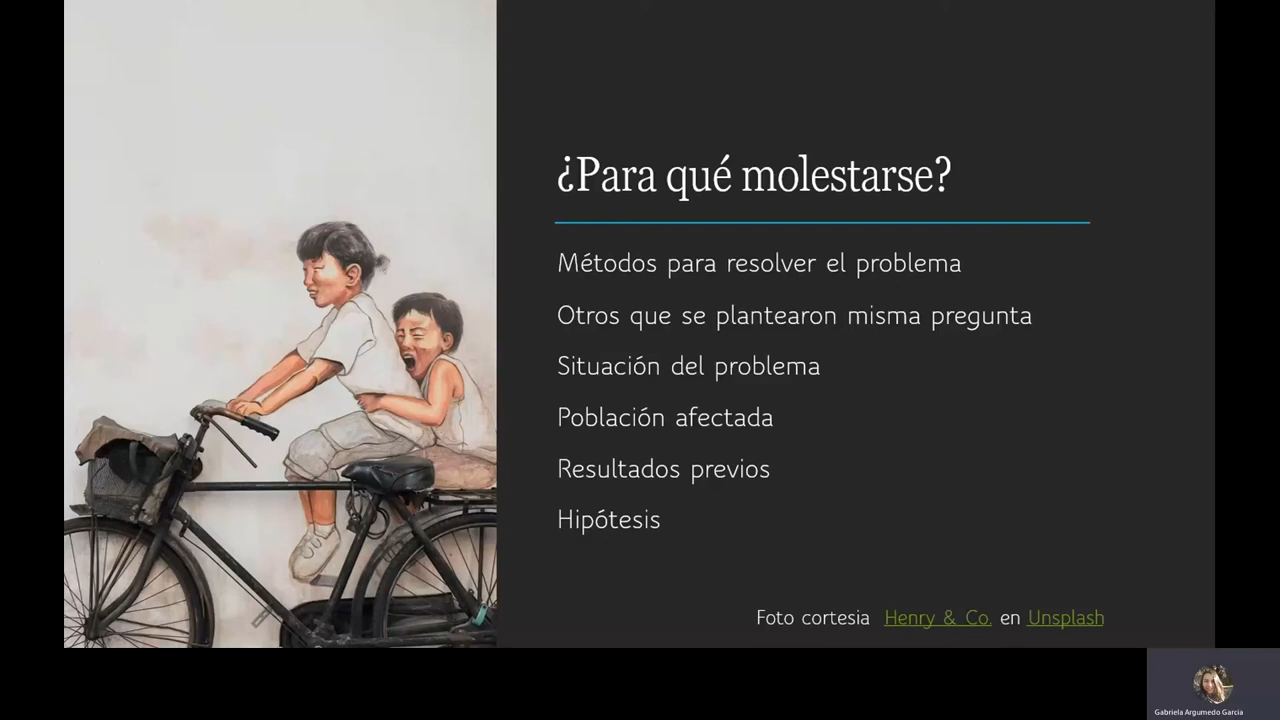 ¿Para qué molestarse?
Métodos para resolver el problema
Otros que se plantearon misma pregunta
Situación del problema
Población afectada
Resultados previos
Hipótesis
Foto cortesia Henry & Co. en Unsplash
Gabriela Argumedo Garcia